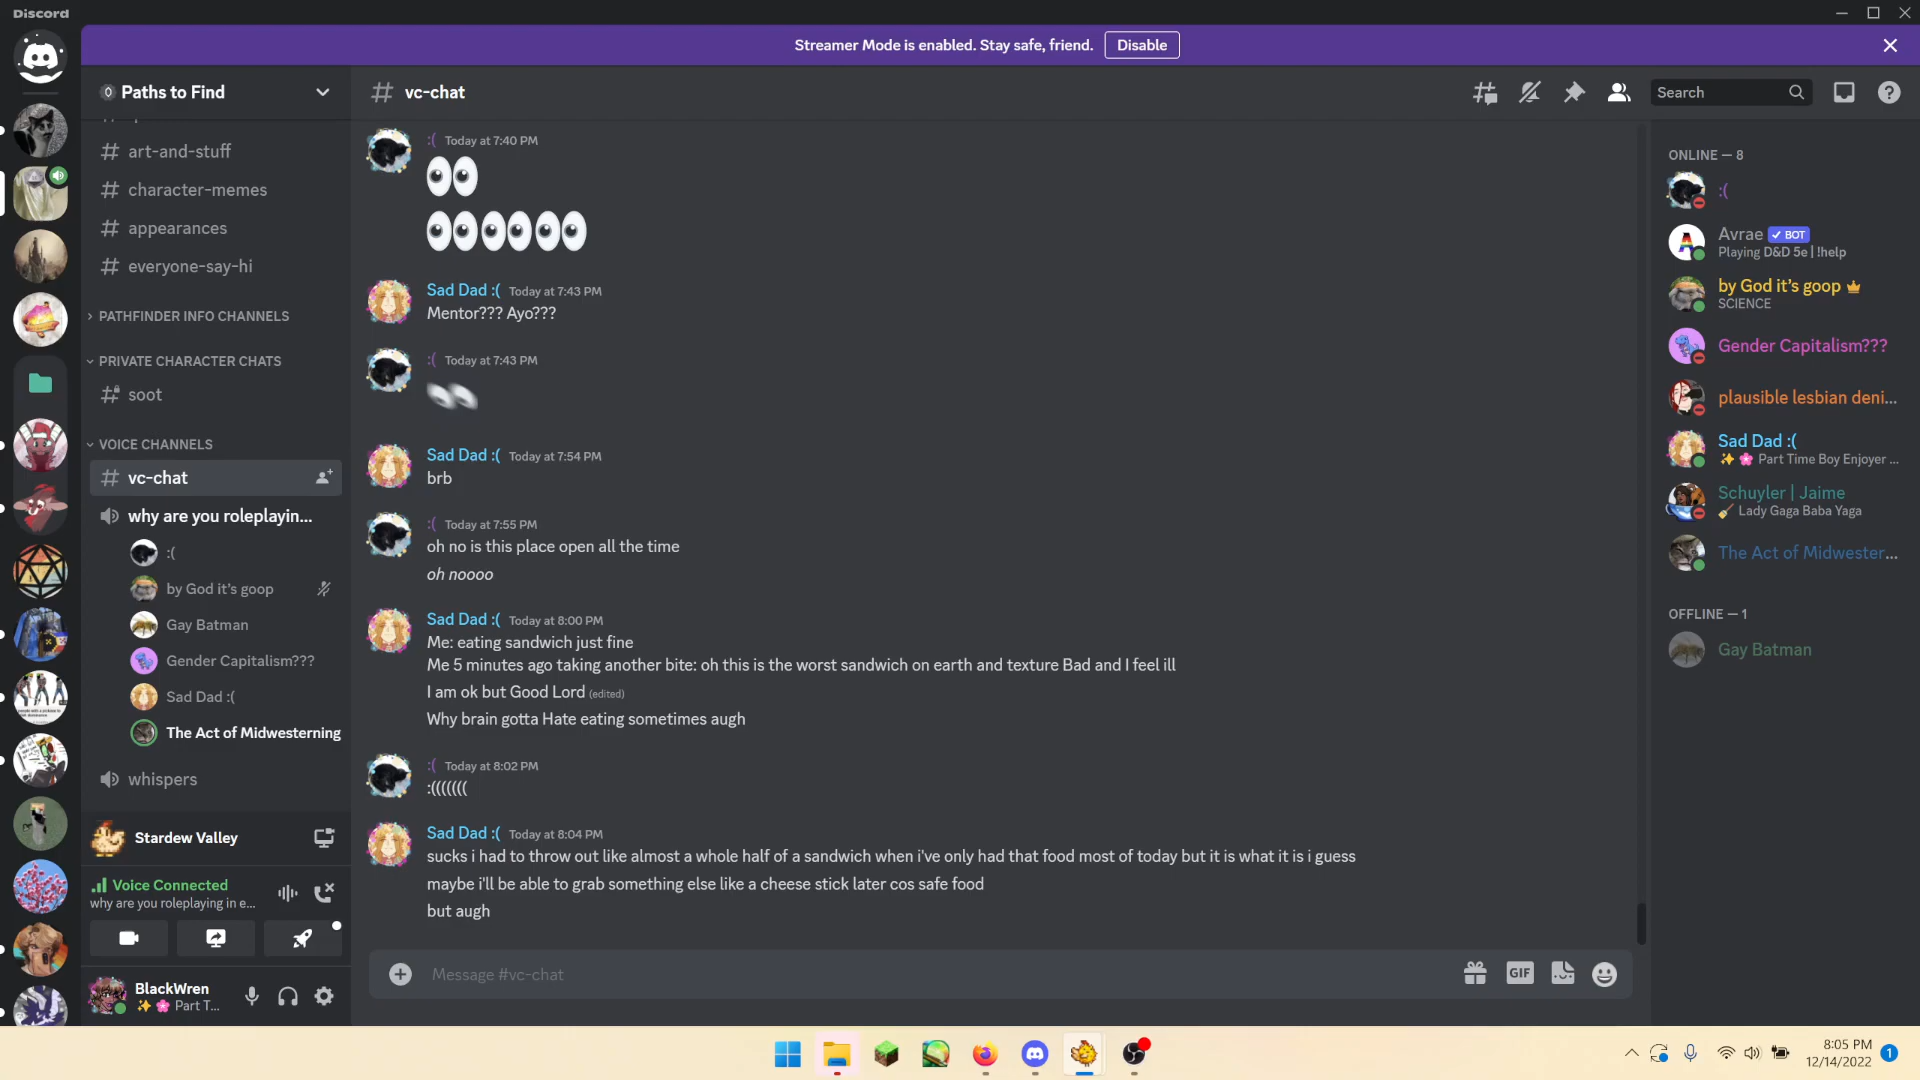 Discord
Streamer Mode is enabled. Stay safe, friend.
Disable
Paths to Find
vc-chat
Search
art-and-stuff
character-memes
appearances
everyone-say-hi
PATHFINDER INFO CHANNELS
PRIVATE CHARACTER CHATS
soot
VOICE CHANNELS
vc-chat
why are you roleplayin...
:(
by God it's goop
Gay Batman
Gender Capitalism???
Sad Dad :(
The Act of Midwesterning
whispers
Stardew Valley
Voice Connected
why are you roleplaying in e...
BlackWren
✨ 🌸 Part T...
:( Today at 7:40 PM
Sad Dad :( Today at 7:43 PM
Mentor??? Ayo???
:( Today at 7:43 PM
Sad Dad :( Today at 7:54 PM
brb
:( Today at 7:55 PM
oh no is this place open all the time
oh noooo
Sad Dad :( Today at 8:00 PM
Me: eating sandwich just fine
Me 5 minutes ago taking another bite: oh this is the worst sandwich on earth and texture Bad and I feel ill
I am ok but Good Lord (edited)
Why brain gotta Hate eating sometimes augh
:( Today at 8:02 PM
:(((((((
Sad Dad :( Today at 8:04 PM
sucks i had to throw out like almost a whole half of a sandwich when i've only had that food most of today but it is what it is i guess
maybe i'll be able to grab something else like a cheese stick later cos safe food
but augh
Message #vc-chat
GIF
ONLINE — 8
:(
Avrae BOT
Playing D&D 5e | !help
by God it's goop
SCIENCE
Gender Capitalism???
plausible lesbian deni...
Sad Dad :(
✨ 🌸 Part Time Boy Enjoyer ...
Schuyler | Jaime
🧹 Lady Gaga Baba Yaga
The Act of Midwester...
OFFLINE — 1
Gay Batman
8:05 PM
12/14/2022
1